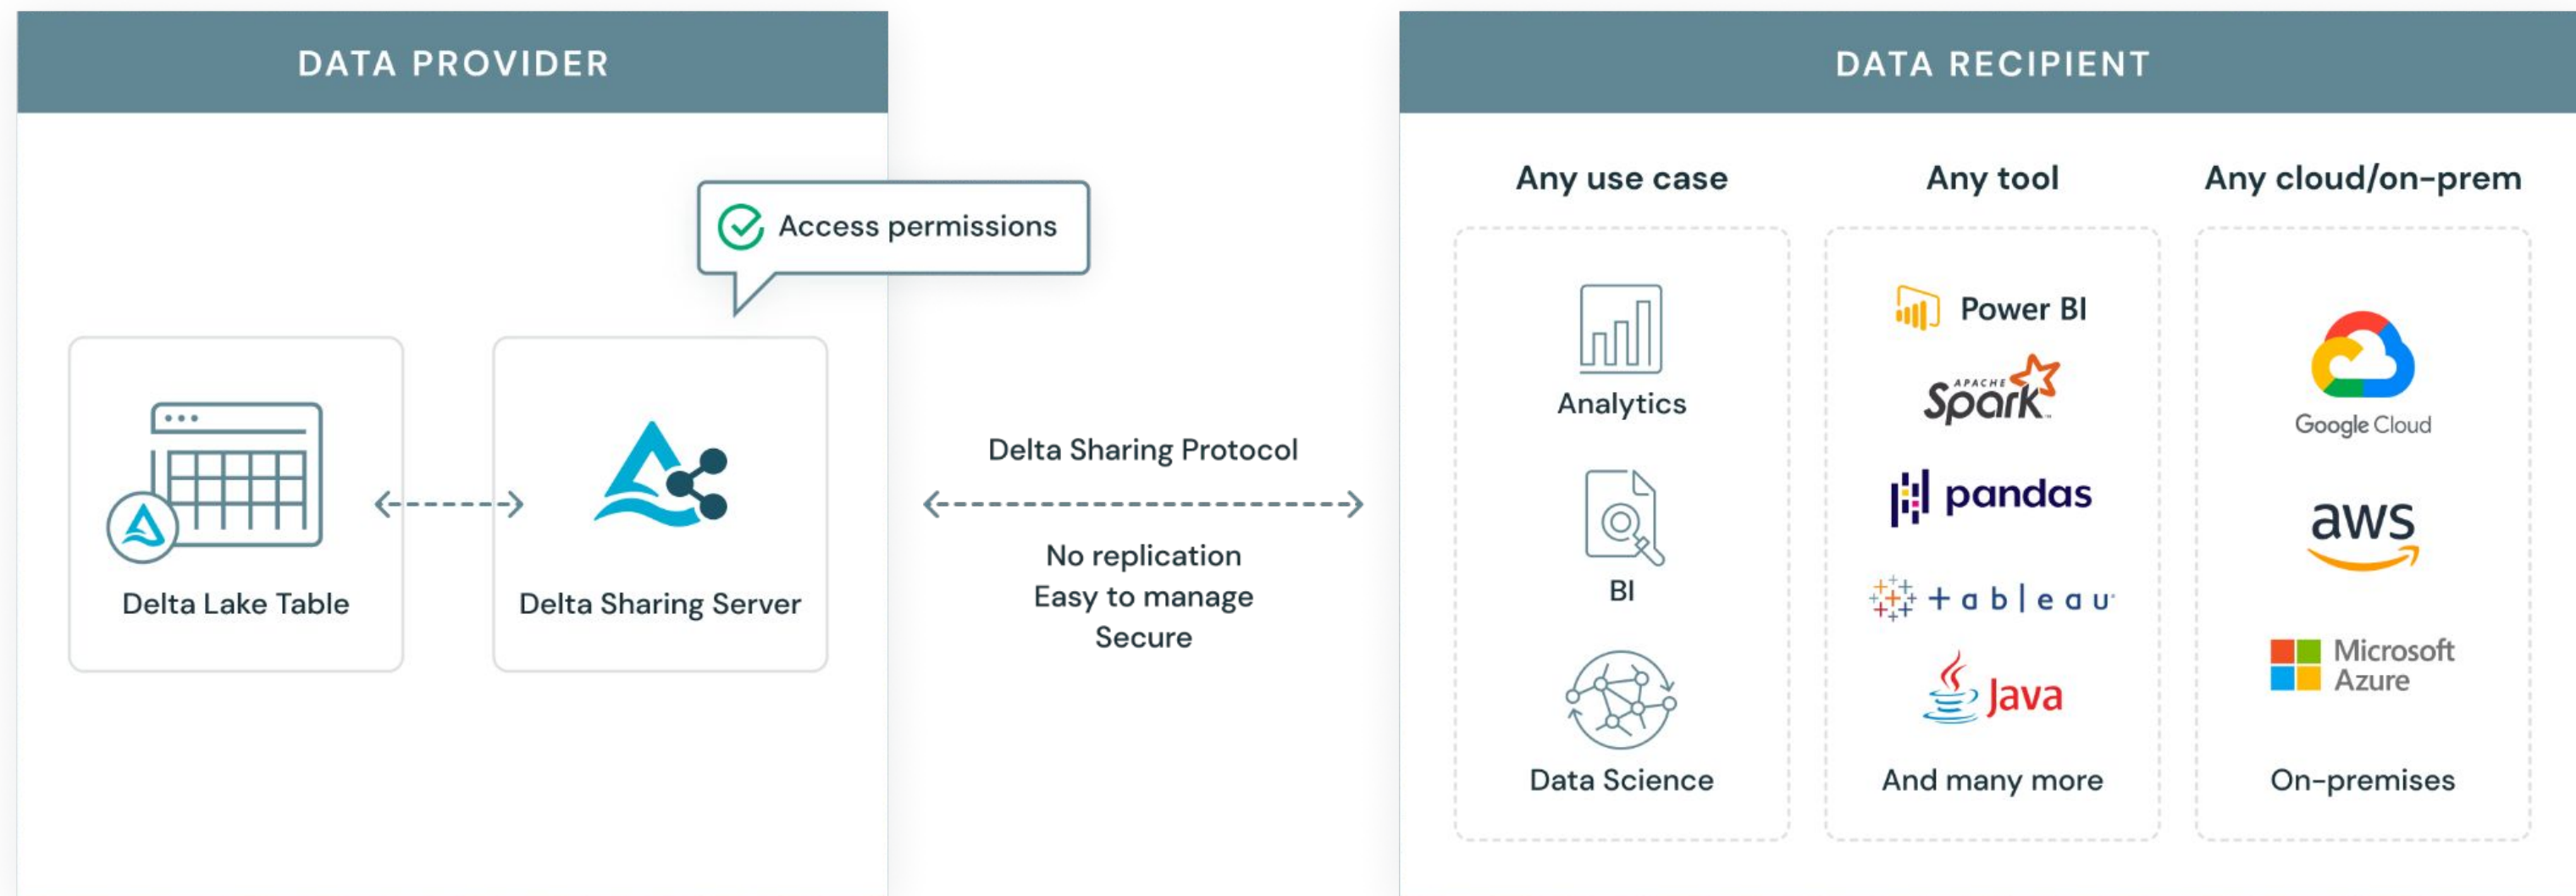 DATA PROVIDER
Access permissions
Delta Lake Table
Delta Sharing Server
Delta Sharing Protocol
No replication
Easy to manage
Secure
DATA RECIPIENT
Any use case
Analytics
BI
Data Science
Any tool
Power BI
APACHE
Spark™
pandas
+ a b l e a u
Java
And many more
Any cloud/on-prem
Google Cloud
aws
Microsoft
Azure
On-premises